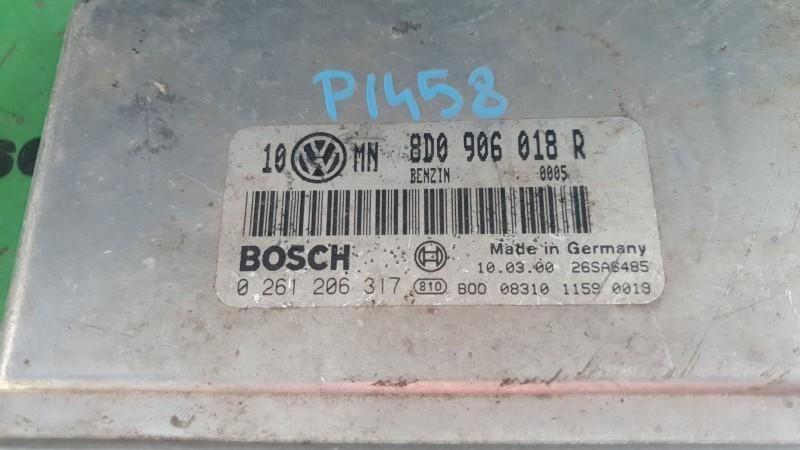 P1458
10 VW MN 8D0 906 018 R
BENZIN 0005
BOSCH Made in Germany
10.03.00 26SA6485
0 261 206 317 810 B00 08310 1159 0019